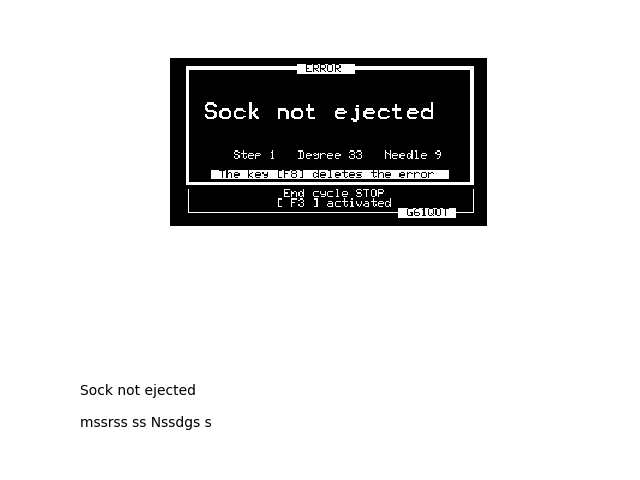 ERROR
Sock not ejected
Step 1 Degree 33 Needle 9
The key [F8] deletes the error
End cycle STOP
[ F3 ] activated
G61Q0T
Sock not ejected
mssrss ss Nssdgs s